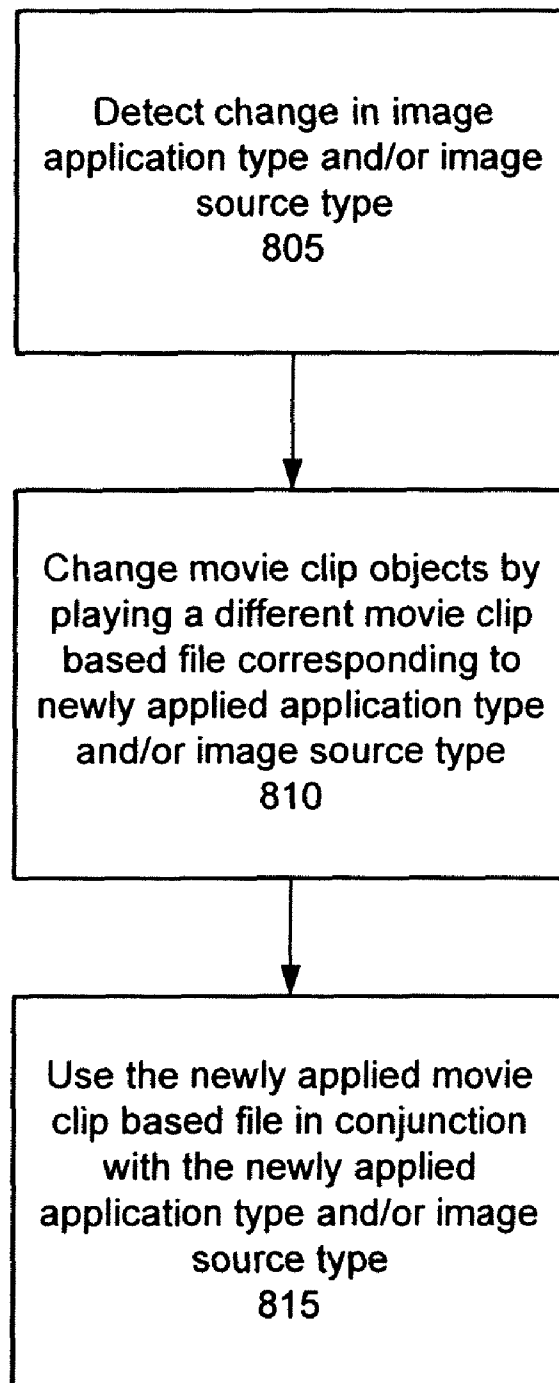 Detect change in image
application type and/or image
source type
805
Change movie clip objects by
playing a different movie clip
based file corresponding to
newly applied application type
and/or image source type
810
Use the newly applied movie
clip based file in conjunction
with the newly applied
application type and/or image
source type
815